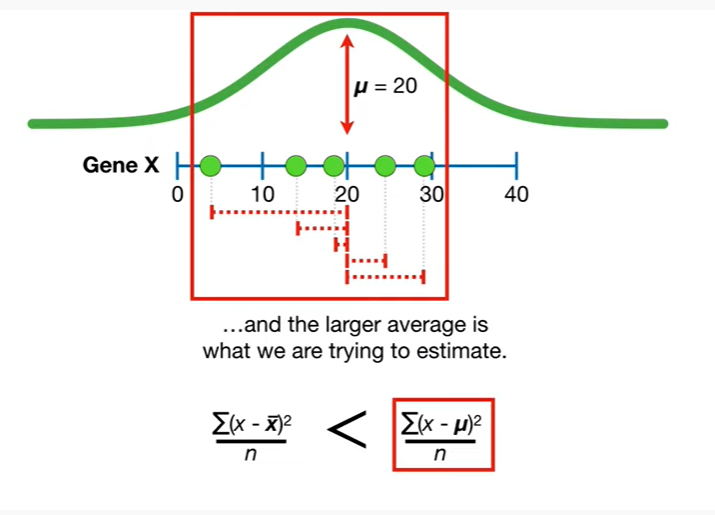 μ = 20
Gene X
0 10 20 30 40
...and the larger average is
what we are trying to estimate.
∑(x - x̄)² / n < ∑(x - μ)² / n